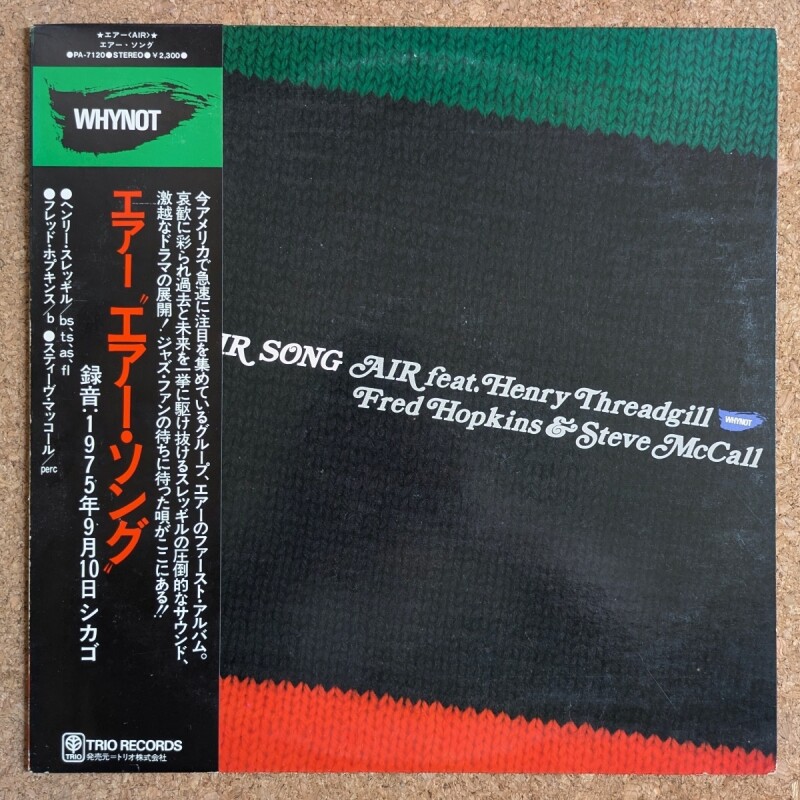 ★エアー〈AIR〉★
エアー・ソング
●PA-7120●STEREO●¥2,300●
WHYNOT
今アメリカで急速に注目を集めているグループ、エアーのファースト・アルバム。
哀歓に彩られ過去と未来を一挙に駆け抜けるスレッギルの圧倒的なサウンド、
激越なドラマの展開！ジャズ・ファンの待ちに待った唄がここにある!!
エアー〝エアー・ソング〟
録音：1975年9月10日 シカゴ
●ヘンリー・スレッギル／bs、ts、as、fl
●フレッド・ホプキンス／b ●スティーヴ・マッコール／perc
TRIO
TRIO RECORDS
発売元=トリオ株式会社
IR SONG AIR feat. Henry Threadgill
WHYNOT
Fred Hopkins & Steve McCall